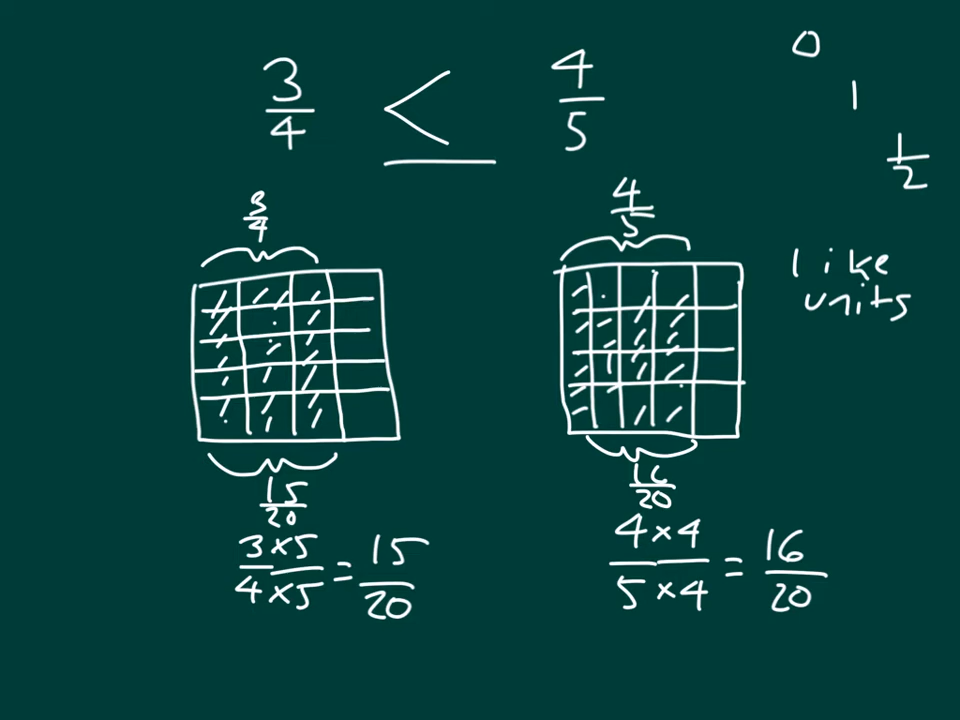 3/4 < 4/5
0
1
1/2
3/4
4/5
like
units
15/20
16/20
3×5/4×5 = 15/20
4×4/5×4 = 16/20